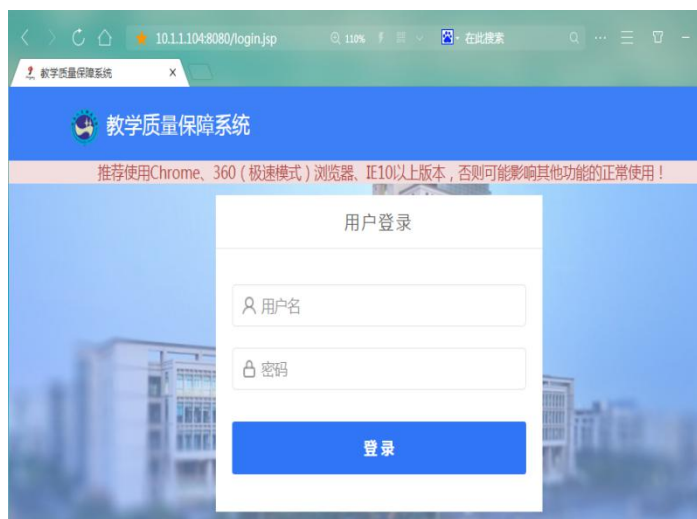 10.1.1.104:8080/login.jsp 110% 在此搜索
教学质量保障系统
教学质量保障系统
推荐使用Chrome、360（极速模式）浏览器、IE10以上版本，否则可能影响其他功能的正常使用！
用户登录
用户名
密码
登录